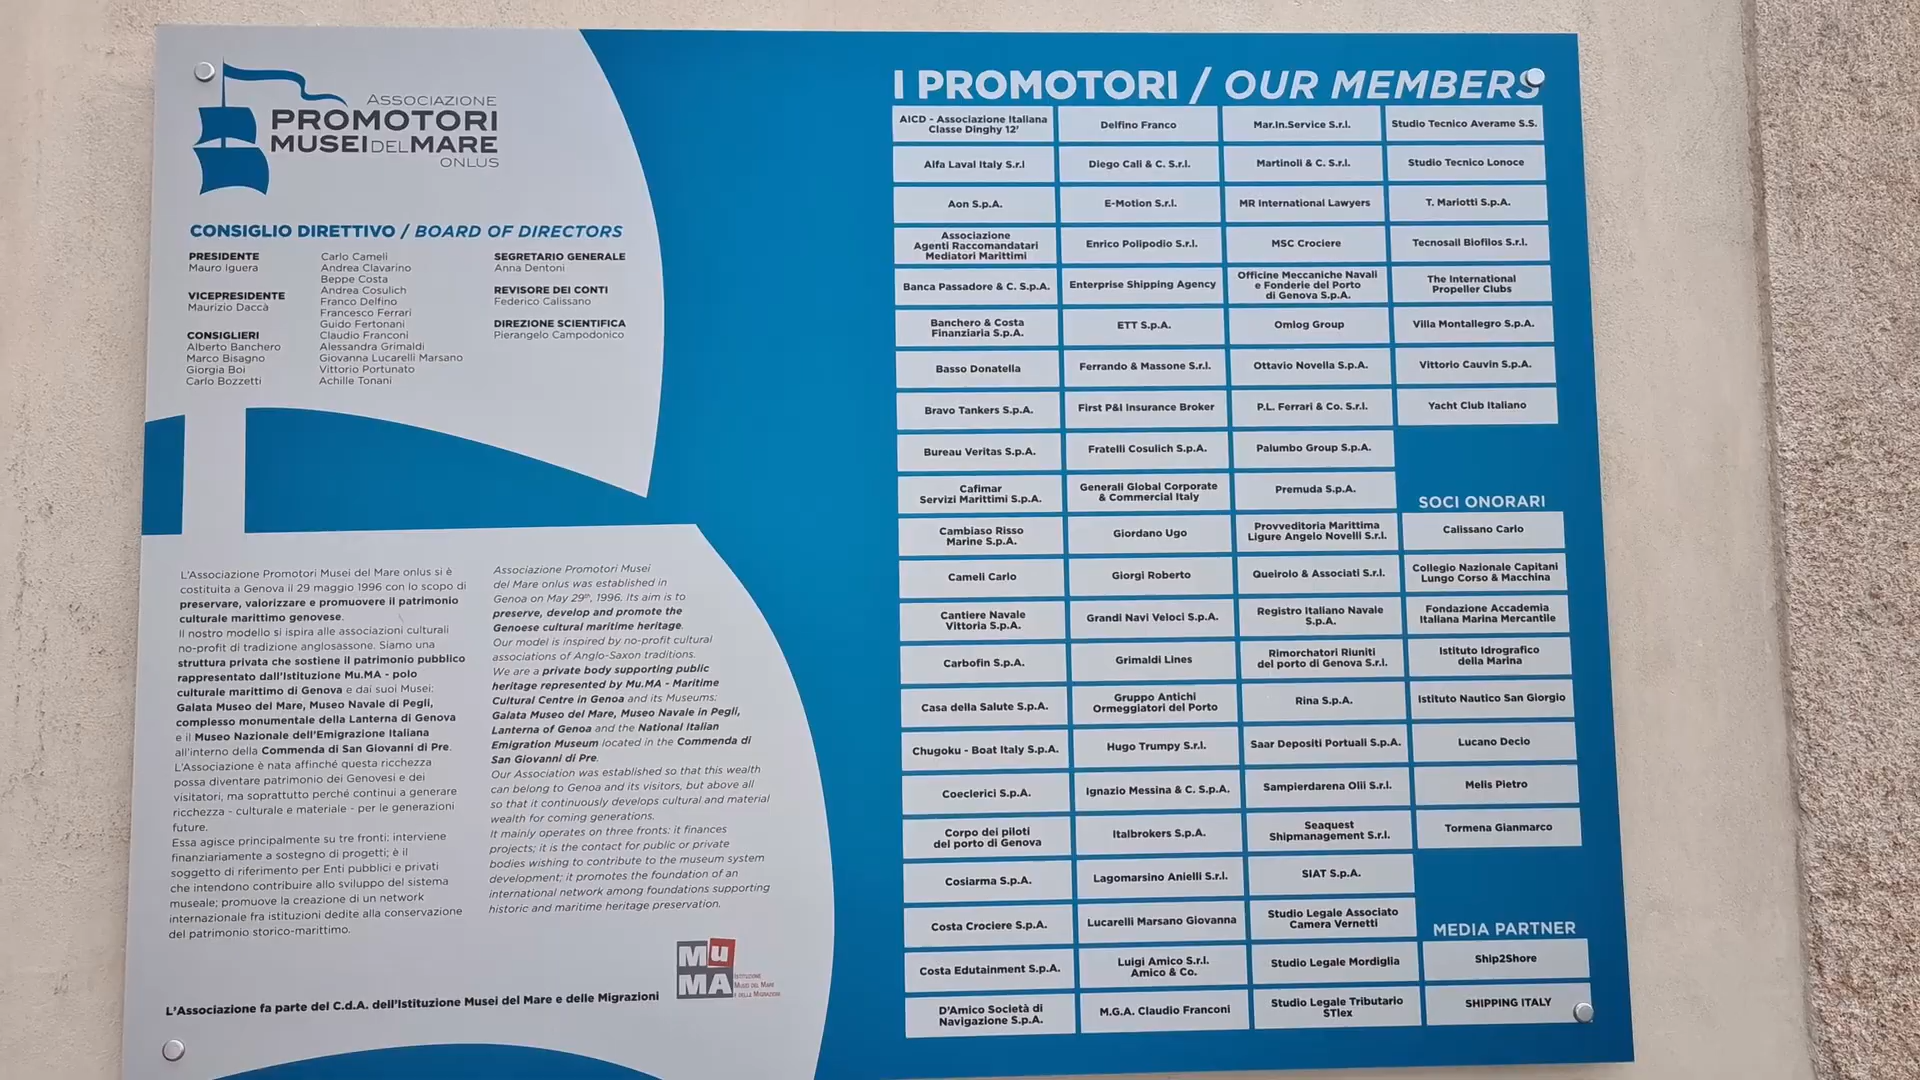 ASSOCIAZIONE
PROMOTORI
MUSEI DEL MARE
ONLUS
CONSIGLIO DIRETTIVO / BOARD OF DIRECTORS
PRESIDENTE
Mauro Iguera
VICEPRESIDENTE
Maurizio Daccà
CONSIGLIERI
Alberto Banchero
Marco Bisagno
Giorgia Boi
Carlo Bozzetti
Carlo Cameli
Andrea Clavarino
Beppe Costa
Andrea Cosulich
Franco Delfino
Francesco Ferrari
Guido Fertonani
Claudio Franconi
Alessandra Grimaldi
Giovanna Lucarelli Marsano
Vittorio Portunato
Achille Tonani
SEGRETARIO GENERALE
Anna Dentoni
REVISORE DEI CONTI
Federico Calissano
DIREZIONE SCIENTIFICA
Pierangelo Campodonico
L'Associazione Promotori Musei del Mare onlus si è
costituita a Genova il 29 maggio 1996 con lo scopo di
preservare, valorizzare e promuovere il patrimonio
culturale marittimo genovese.
Il nostro modello si ispira alle associazioni culturali
no-profit di tradizione anglosassone. Siamo una
struttura privata che sostiene il patrimonio pubblico
rappresentato dall'Istituzione Mu.MA - polo
culturale marittimo di Genova e dai suoi Musei:
Galata Museo del Mare, Museo Navale di Pegli,
complesso monumentale della Lanterna di Genova
e il Museo Nazionale dell'Emigrazione Italiana
all'interno della Commenda di San Giovanni di Pre.
L'Associazione è nata affinché questa ricchezza
possa diventare patrimonio dei Genovesi e dei
visitatori, ma soprattutto perché continui a generare
ricchezza - culturale e materiale - per le generazioni
future.
Essa agisce principalmente su tre fronti: interviene
finanziariamente a sostegno di progetti; è il
soggetto di riferimento per Enti pubblici e privati
che intendono contribuire allo sviluppo del sistema
museale; promuove la creazione di un network
internazionale fra istituzioni dedite alla conservazione
del patrimonio storico-marittimo.
Associazione Promotori Musei
del Mare onlus was established in
Genoa on May 29th, 1996. Its aim is to
preserve, develop and promote the
Genoese cultural maritime heritage.
Our model is inspired by no-profit cultural
associations of Anglo-Saxon traditions.
We are a private body supporting public
heritage represented by Mu.MA - Maritime
Cultural Centre in Genoa and its Museums:
Galata Museo del Mare, Museo Navale in Pegli,
Lanterna of Genoa and the National Italian
Emigration Museum located in the Commenda di
San Giovanni di Pre.
Our Association was established so that this wealth
can belong to Genoa and its visitors, but above all
so that it continuously develops cultural and material
wealth for coming generations.
It mainly operates on three fronts: it finances
projects; it is the contact for public or private
bodies wishing to contribute to the museum system
development; it promotes the foundation of an
international network among foundations supporting
historic and maritime heritage preservation.
L'Associazione fa parte del C.d.A. dell'Istituzione Musei del Mare e delle Migrazioni
Mu
MA
ISTITUZIONE
MUSEI DEL MARE
E DELLE MIGRAZIONI
I PROMOTORI / OUR MEMBERS
AICD - Associazione Italiana
Classe Dinghy 12'
Alfa Laval Italy S.r.l
Aon S.p.A.
Associazione
Agenti Raccomandatari
Mediatori Marittimi
Banca Passadore & C. S.p.A.
Banchero & Costa
Finanziaria S.p.A.
Basso Donatella
Bravo Tankers S.p.A.
Bureau Veritas S.p.A.
Cafimar
Servizi Marittimi S.p.A.
Cambiaso Risso
Marine S.p.A.
Cameli Carlo
Cantiere Navale
Vittoria S.p.A.
Carbofin S.p.A.
Casa della Salute S.p.A.
Chugoku - Boat Italy S.p.A.
Coeclerici S.p.A.
Corpo dei piloti
del porto di Genova
Cosiarma S.p.A.
Costa Crociere S.p.A.
Costa Edutainment S.p.A.
D'Amico Società di
Navigazione S.p.A.
Delfino Franco
Diego Calì & C. S.r.l.
E-Motion S.r.l.
Enrico Polipodio S.r.l.
Enterprise Shipping Agency
ETT S.p.A.
Ferrando & Massone S.r.l.
First P&I Insurance Broker
Fratelli Cosulich S.p.A.
Generali Global Corporate
& Commercial Italy
Giordano Ugo
Giorgi Roberto
Grandi Navi Veloci S.p.A.
Grimaldi Lines
Gruppo Antichi
Ormeggiatori del Porto
Hugo Trumpy S.r.l.
Ignazio Messina & C. S.p.A.
Italbrokers S.p.A.
Lagomarsino Anielli S.r.l.
Lucarelli Marsano Giovanna
Luigi Amico S.r.l.
Amico & Co.
M.G.A. Claudio Franconi
Mar.In.Service S.r.l.
Martinoli & C. S.r.l.
MR International Lawyers
MSC Crociere
Officine Meccaniche Navali
e Fonderie del Porto
di Genova S.p.A.
Omlog Group
Ottavio Novella S.p.A.
P.L. Ferrari & Co. S.r.l.
Palumbo Group S.p.A.
Premuda S.p.A.
Provveditoria Marittima
Ligure Angelo Novelli S.r.l.
Queirolo & Associati S.r.l.
Registro Italiano Navale
S.p.A.
Rimorchiatori Riuniti
del porto di Genova S.r.l.
Rina S.p.A.
Saar Depositi Portuali S.p.A.
Sampierdarena Olii S.r.l.
Seaquest
Shipmanagement S.r.l.
SIAT S.p.A.
Studio Legale Associato
Camera Vernetti
Studio Legale Mordiglia
Studio Legale Tributario
STlex
Studio Tecnico Averame S.S.
Studio Tecnico Lonoce
T. Mariotti S.p.A.
Tecnosail Biofilos S.r.l.
The International
Propeller Clubs
Villa Montallegro S.p.A.
Vittorio Cauvin S.p.A.
Yacht Club Italiano
SOCI ONORARI
Calissano Carlo
Collegio Nazionale Capitani
Lungo Corso & Macchina
Fondazione Accademia
Italiana Marina Mercantile
Istituto Idrografico
della Marina
Istituto Nautico San Giorgio
Lucano Decio
Melis Pietro
Tormena Gianmarco
MEDIA PARTNER
Ship2Shore
SHIPPING ITALY